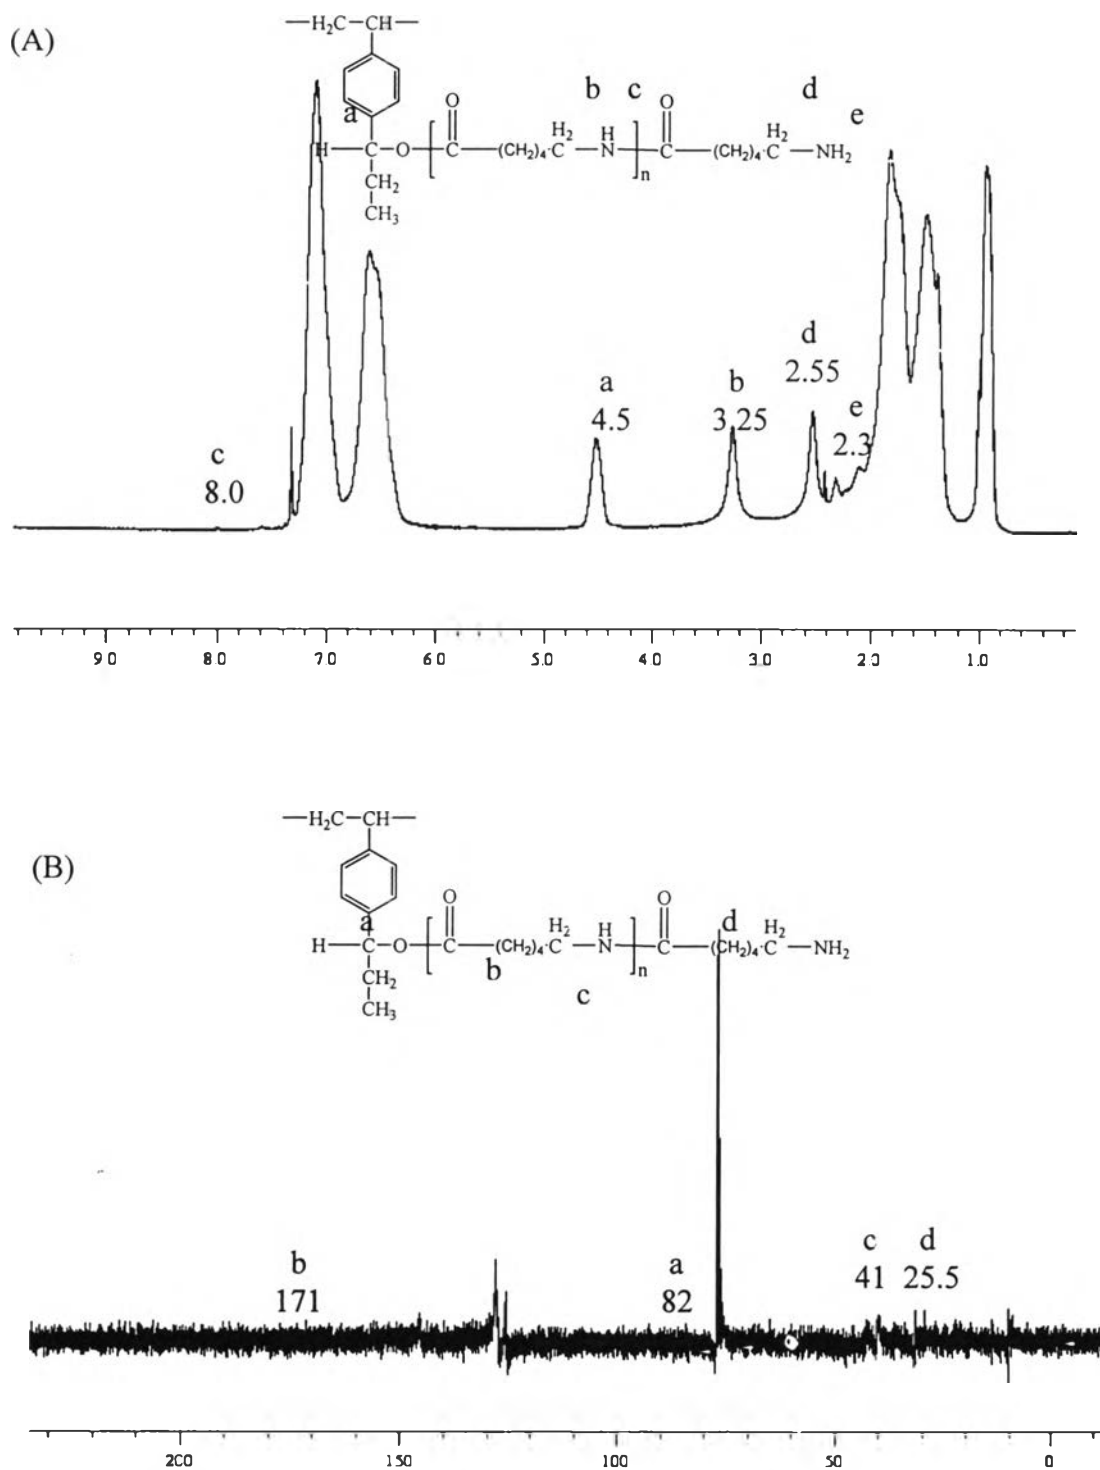 (A)
—H₂C—CH—
b c d
a O O e
H₂ H H₂
H—C—O—[—C—(CH₂)₄-C—N—]ₙ—C—(CH₂)₄-C—NH₂
CH₂
CH₃
d
a b 2.55
4.5 3.25 e
c 2.3
8.0
9.0 8.0 7.0 6.0 5.0 4.0 3.0 2.0 1.0
—H₂C—CH—
(B)
O O
a H₂ H d H₂
H—C—O—[—C—(CH₂)₄-C—N—]ₙ—C—(CH₂)₄-C—NH₂
b
CH₂ c
CH₃
b a c d
171 82 41 25.5
200 150 100 50 0